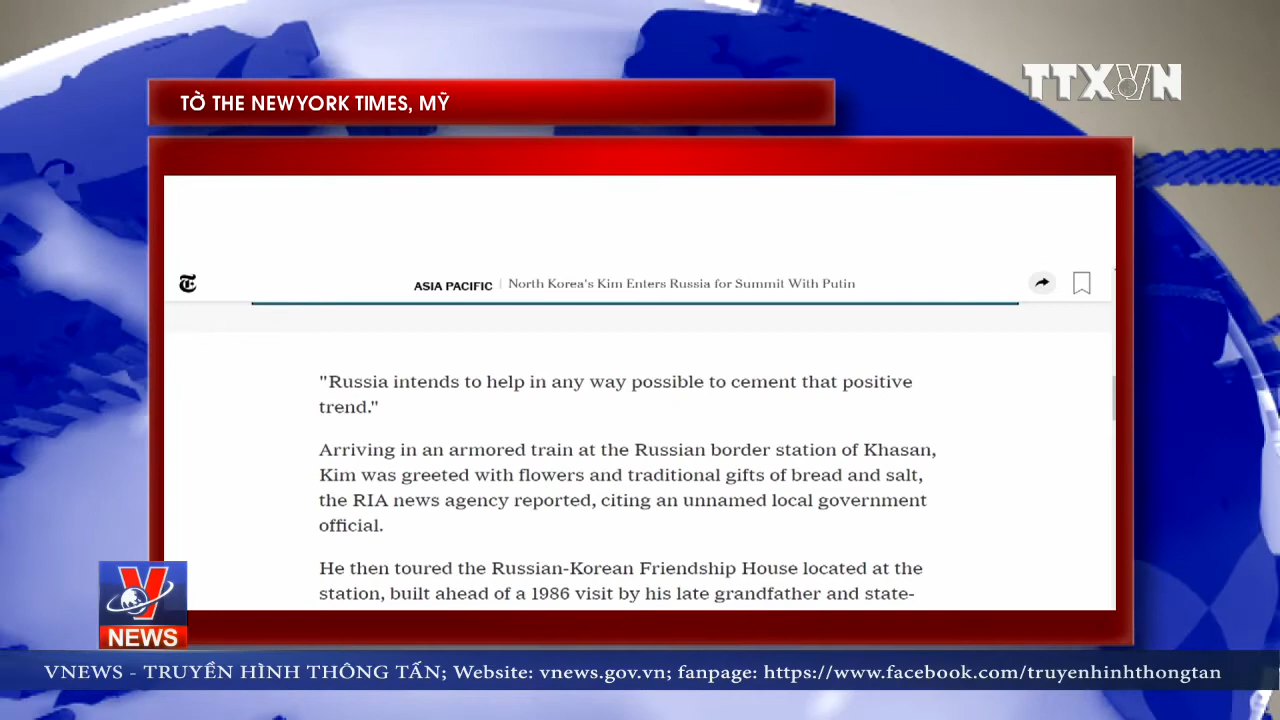 TTXVN
TỜ THE NEWYORK TIMES, MỸ
ASIA PACIFIC | North Korea's Kim Enters Russia for Summit With Putin
"Russia intends to help in any way possible to cement that positive
trend."
Arriving in an armored train at the Russian border station of Khasan,
Kim was greeted with flowers and traditional gifts of bread and salt,
the RIA news agency reported, citing an unnamed local government
official.
He then toured the Russian-Korean Friendship House located at the
station, built ahead of a 1986 visit by his late grandfather and state-
V
NEWS
VNEWS - TRUYỀN HÌNH THÔNG TẤN; Website: vnews.gov.vn; fanpage: https://www.facebook.com/truyenhinhthongtan